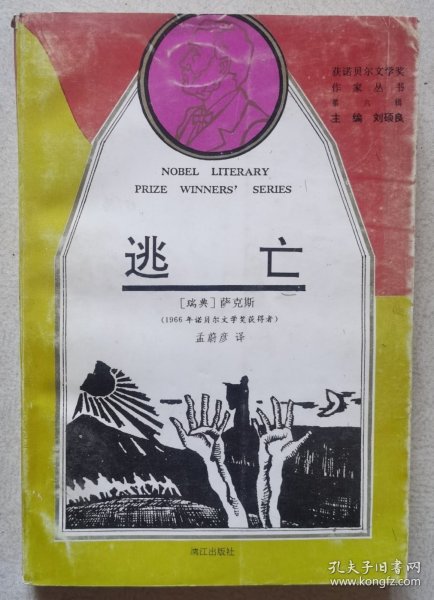 获诺贝尔文学奖
作家丛书
第六辑
主编 刘硕良
NOBEL LITERARY
PRIZE WINNERS' SERIES
逃亡
[瑞典]萨克斯
(1966年诺贝尔文学奖获得者)
孟蔚彦 译
漓江出版社
孔夫子旧书网
www.kongfz.com